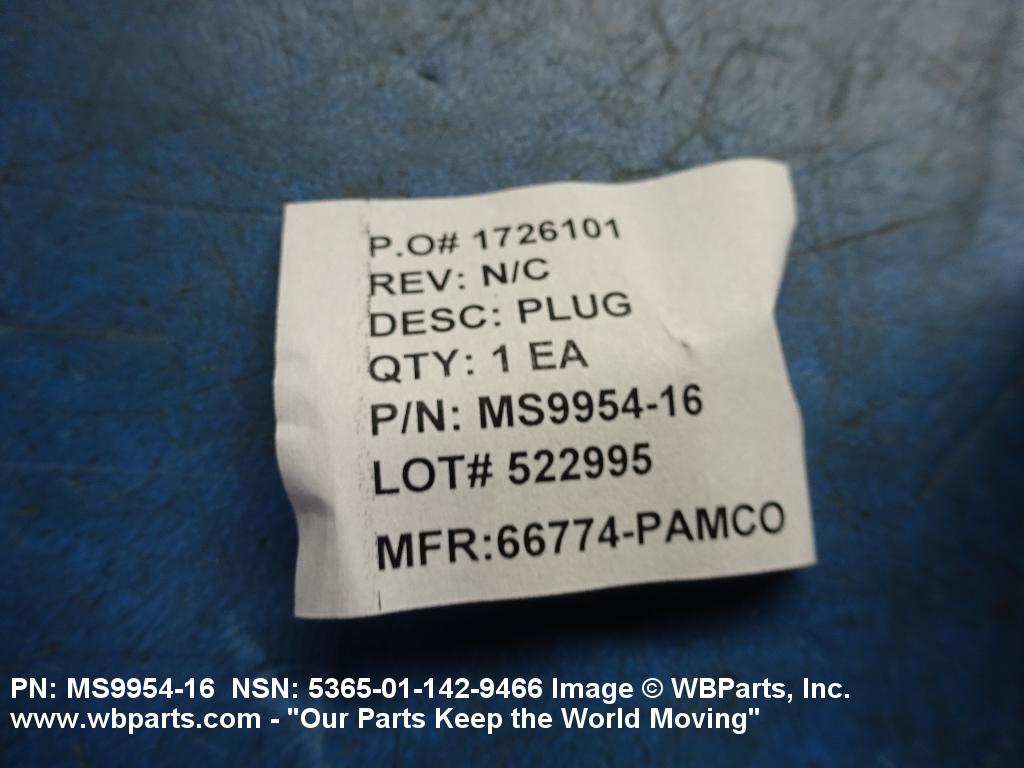 P.O# 1726101
REV: N/C
DESC: PLUG
QTY: 1 EA
P/N: MS9954-16
LOT# 522995
MFR:66774-PAMCO
PN: MS9954-16 NSN: 5365-01-142-9466 Image © WBParts, Inc.
www.wbparts.com - "Our Parts Keep the World Moving"